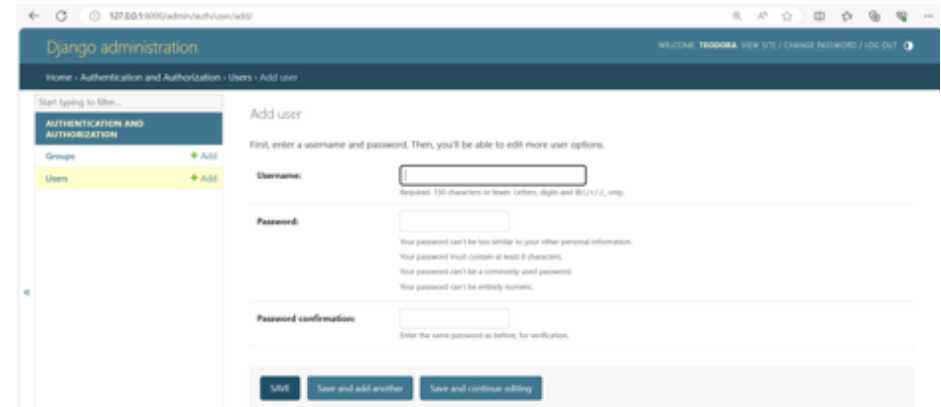 127.0.0.1:8000/admin/auth/user/add/
Django administration
WELCOME, TEODORA. VIEW SITE / CHANGE PASSWORD / LOG OUT
Home › Authentication and Authorization › Users › Add user
Start typing to filter...
AUTHENTICATION AND
AUTHORIZATION
Groups + Add
Users + Add
«
Add user
First, enter a username and password. Then, you'll be able to edit more user options.
Username:
Required. 150 characters or fewer. Letters, digits and @/./+/-/_ only.
Password:
Your password can't be too similar to your other personal information.
Your password must contain at least 8 characters.
Your password can't be a commonly used password.
Your password can't be entirely numeric.
Password confirmation:
Enter the same password as before, for verification.
SAVE
Save and add another
Save and continue editing